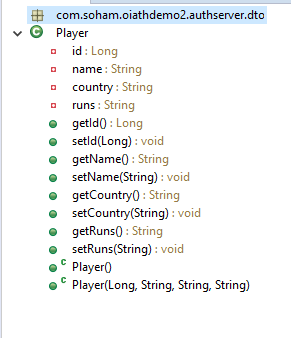 com.soham.oiathdemo2.authserver.dto
Player
id : Long
name : String
country : String
runs : String
getId() : Long
setId(Long) : void
getName() : String
setName(String) : void
getCountry() : String
setCountry(String) : void
getRuns() : String
setRuns(String) : void
C Player()
C Player(Long, String, String, String)